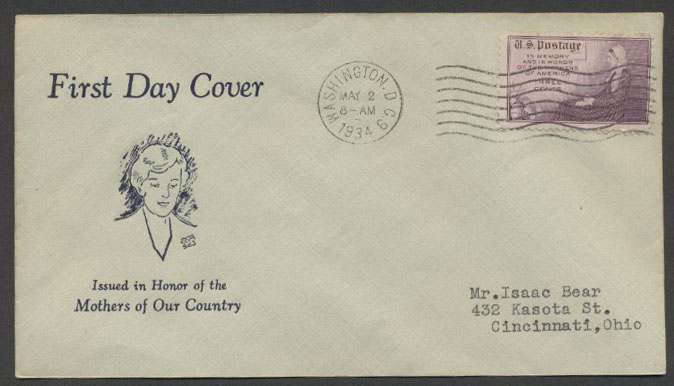 First Day Cover
Issued in Honor of the
Mothers of Our Country
WASHINGTON, D.C. 9
MAY 2
8-AM
1934
U.S. Postage
IN MEMORY
AND IN HONOR
OF THE MOTHERS
OF AMERICA
THREE
CENTS
Mr.Isaac Bear
432 Kasota St.
Cincinnati,Ohio